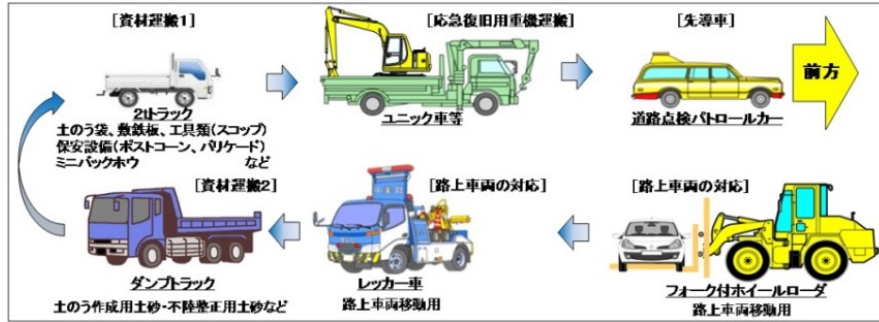 [資材運搬1]
[応急復旧用重機運搬]
[先導車]
前方
2tトラック
土のう袋、敷鉄板、工具類(スコップ)
保安設備(ポストコーン、バリケード)
ミニバックホウ など
ユニック車等
道路点検パトロールカー
[資材運搬2]
[路上車両の対応]
[路上車両の対応]
ダンプトラック
土のう作成用土砂・不陸整正用土砂など
レッカー車
路上車両移動用
フォーク付ホイールローダ
路上車両移動用